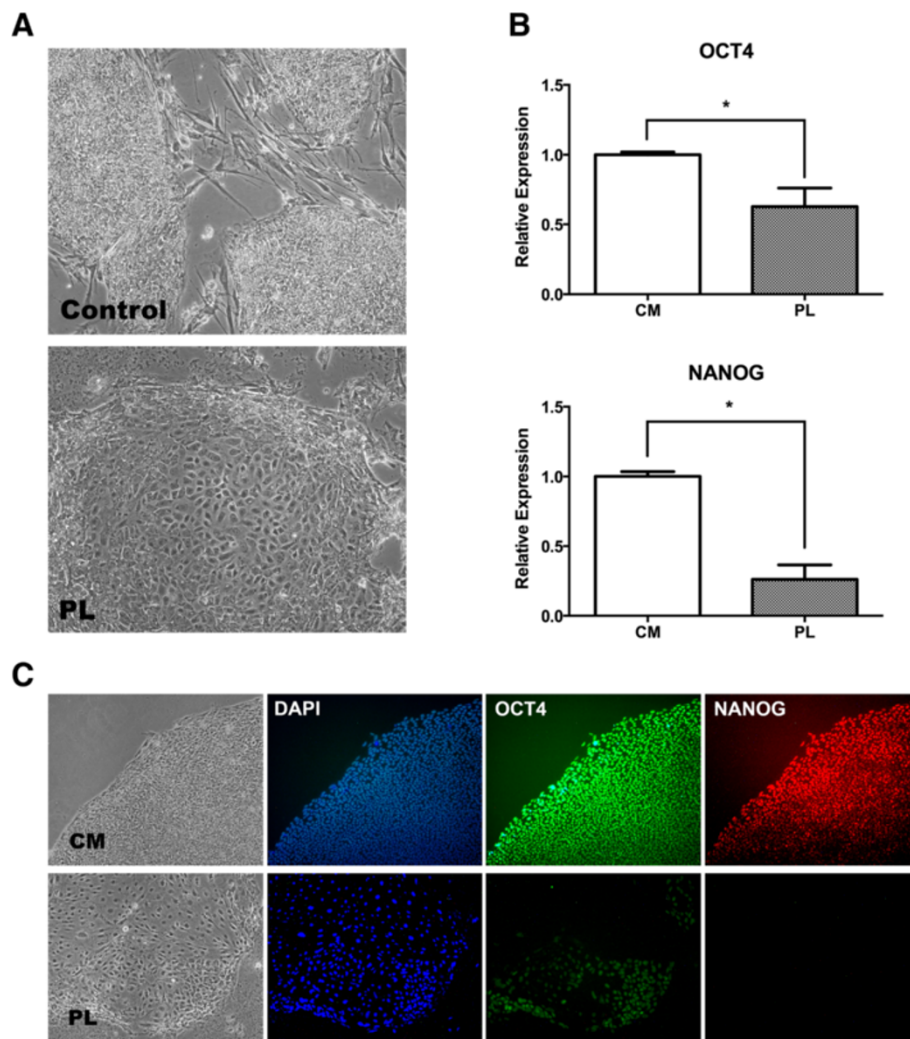 A
Control
PL
B
OCT4
Relative Expression
1.5
1.0
0.5
0.0
*
CM
PL
NANOG
Relative Expression
1.5
1.0
0.5
0.0
*
CM
PL
C
CM
DAPI
OCT4
NANOG
PL